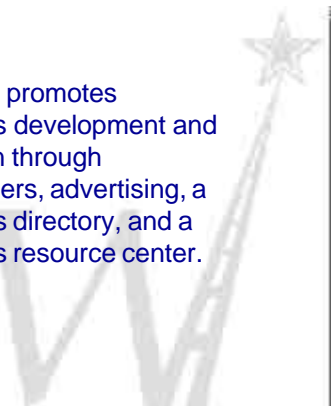 promotes
s development and
n through
ers, advertising, a
s directory, and a
s resource center.
W